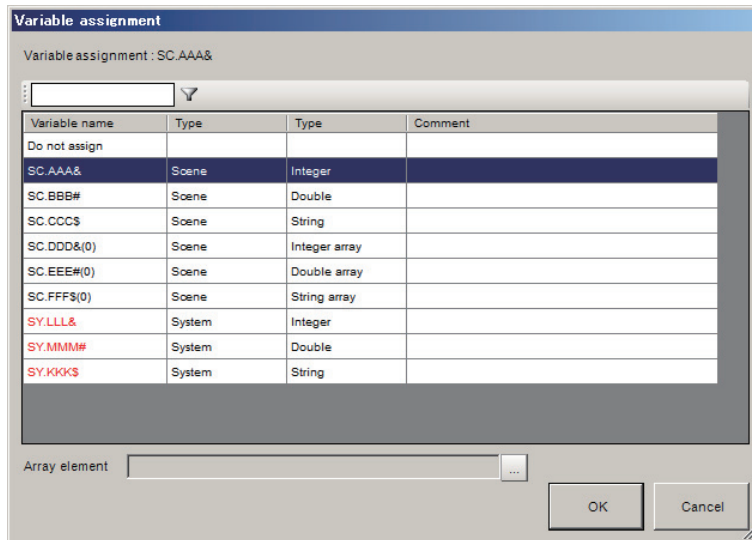 Variable assignment
Variable assignment : SC.AAA&
Variable name Type Type Comment
Do not assign
SC.AAA& Scene Integer
SC.BBB# Scene Double
SC.CCC$ Scene String
SC.DDD&(0) Scene Integer array
SC.EEE#(0) Scene Double array
SC.FFF$(0) Scene String array
SY.LLL& System Integer
SY.MMM# System Double
SY.KKK$ System String
Array element ...
OK Cancel